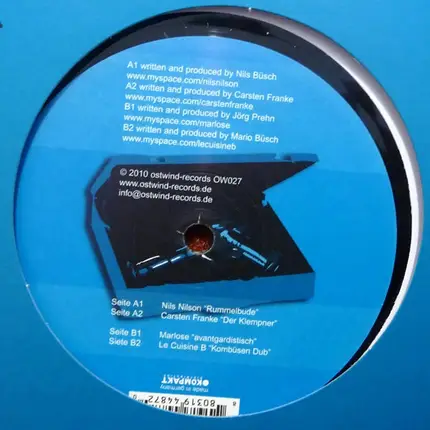 A1 written and produced by Nils Büsch
www.myspace.com/nilsnilson
A2 written and produced by Carsten Franke
www.myspace.com/carstenfranke
B1 written and produced by Jörg Prehn
www.myspace.com/marlose
B2 written and produced by Mario Büsch
www.myspace.com/lecuisineb
© 2010 ostwind-records OW027
www.ostwind-records.de
info@ostwind-records.de
Seite A1 Nils Nilson "Rummelbude"
Seite A2 Carsten Franke "Der Klempner"
Seite B1 Marlose "avantgardistisch"
Siete B2 Le Cuisine B "Kombüsen Dub"
KOMPAKT
made in germany
80319 44872